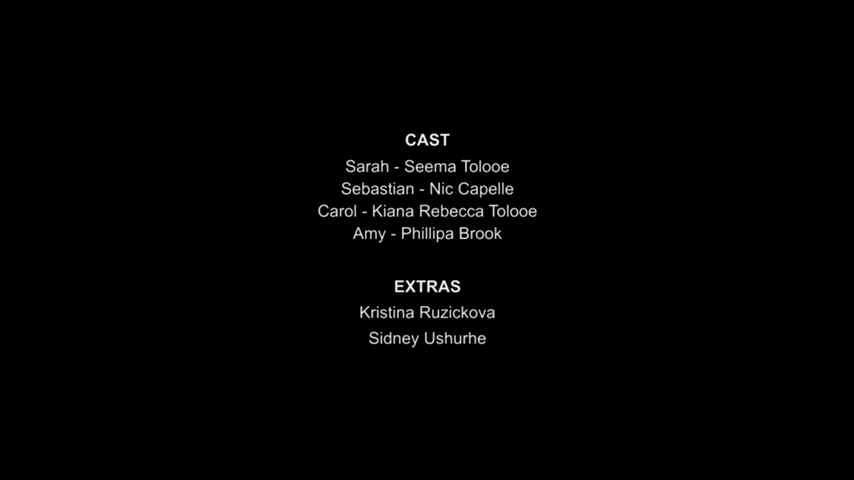 CAST
Sarah - Seema Tolooe
Sebastian - Nic Capelle
Carol - Kiana Rebecca Tolooe
Amy - Phillipa Brook
EXTRAS
Kristina Ruzickova
Sidney Ushurhe